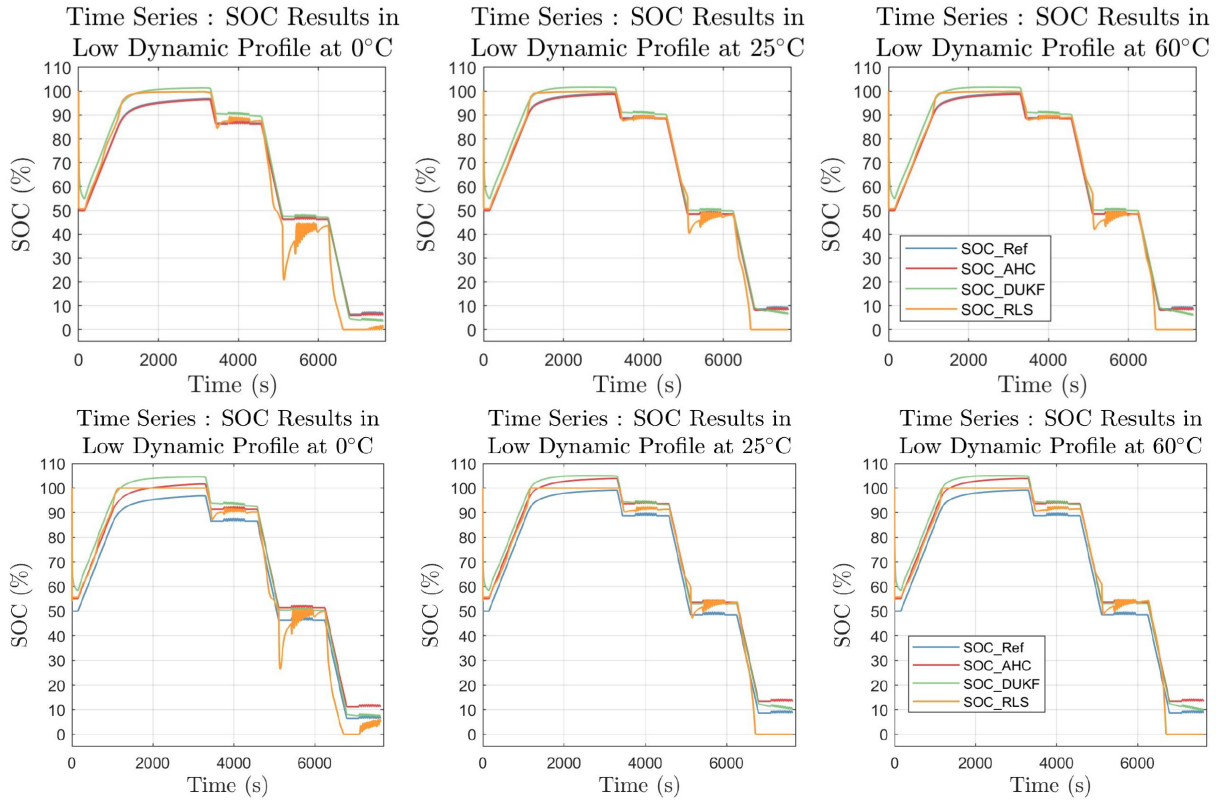 Time Series : SOC Results in
Low Dynamic Profile at 0°C
110
100
90
80
70
60
50
40
30
20
10
0
SOC (%)
0 2000 4000 6000
Time (s)
Time Series : SOC Results in
Low Dynamic Profile at 25°C
110
100
90
80
70
60
50
40
30
20
10
0
SOC (%)
0 2000 4000 6000
Time (s)
Time Series : SOC Results in
Low Dynamic Profile at 60°C
110
100
90
80
70
60
50
40
30
20
10
0
SOC (%)
SOC_Ref
SOC_AHC
SOC_DUKF
SOC_RLS
0 2000 4000 6000
Time (s)
Time Series : SOC Results in
Low Dynamic Profile at 0°C
110
100
90
80
70
60
50
40
30
20
10
0
SOC (%)
0 2000 4000 6000
Time (s)
Time Series : SOC Results in
Low Dynamic Profile at 25°C
110
100
90
80
70
60
50
40
30
20
10
0
SOC (%)
0 2000 4000 6000
Time (s)
Time Series : SOC Results in
Low Dynamic Profile at 60°C
110
100
90
80
70
60
50
40
30
20
10
0
SOC (%)
SOC_Ref
SOC_AHC
SOC_DUKF
SOC_RLS
0 2000 4000 6000
Time (s)